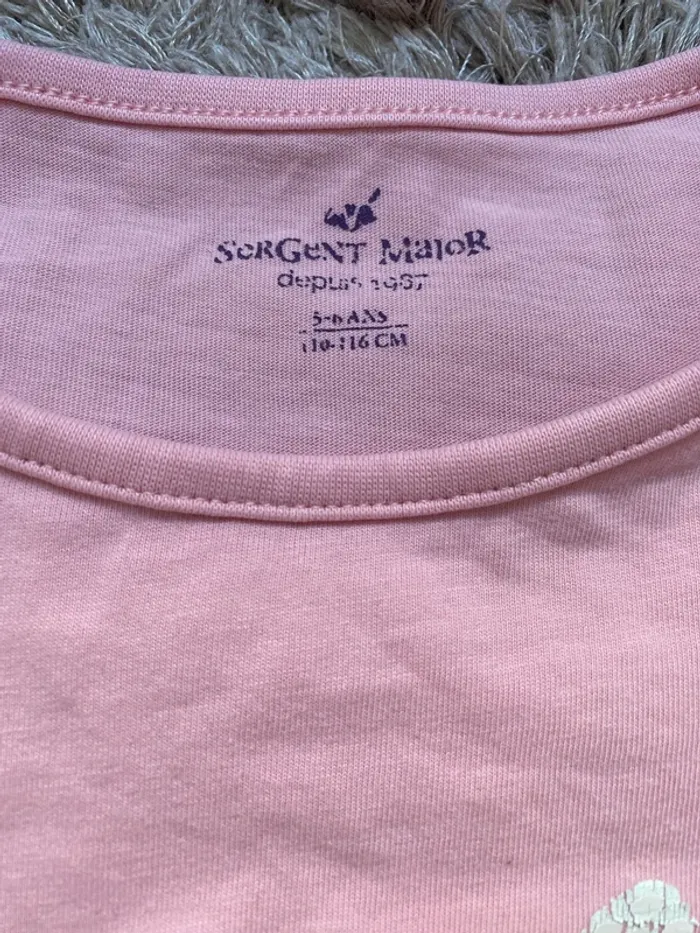 SeRGeNT MaJoR
depuis 1987
5-6 ANS
110-116 CM